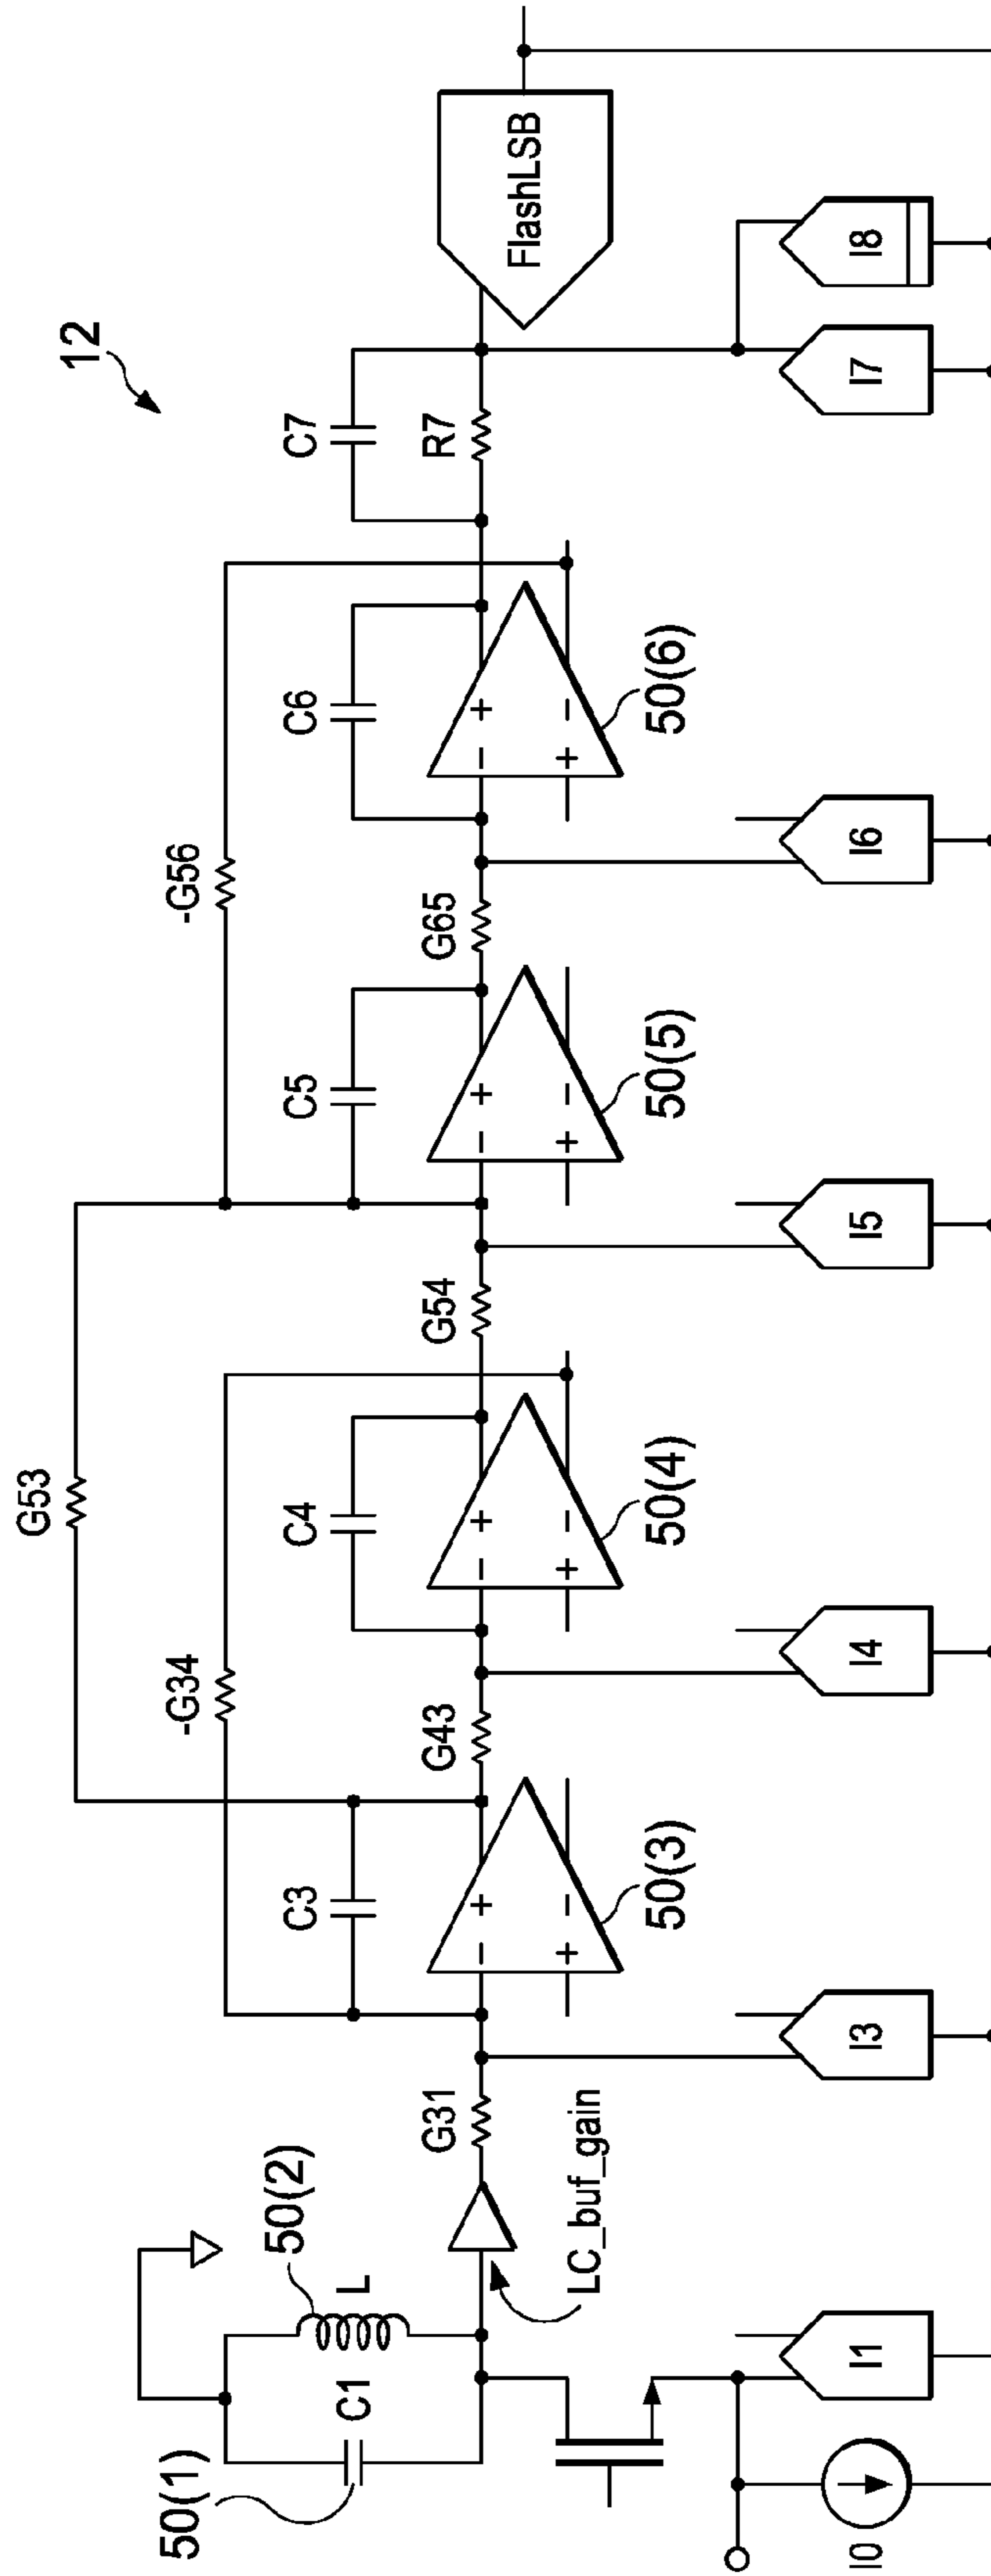 12
G53
-G34
-G56
C3
C4
C5
C6
C7
50(1)
C1
50(2)
L
G31
G43
G54
G65
R7
FlashLSB
LC_buf_gain
- +
+ -
50(3)
- +
+ -
50(4)
- +
+ -
50(5)
- +
+ -
50(6)
I0
I1
I3
I4
I5
I6
I7
I8